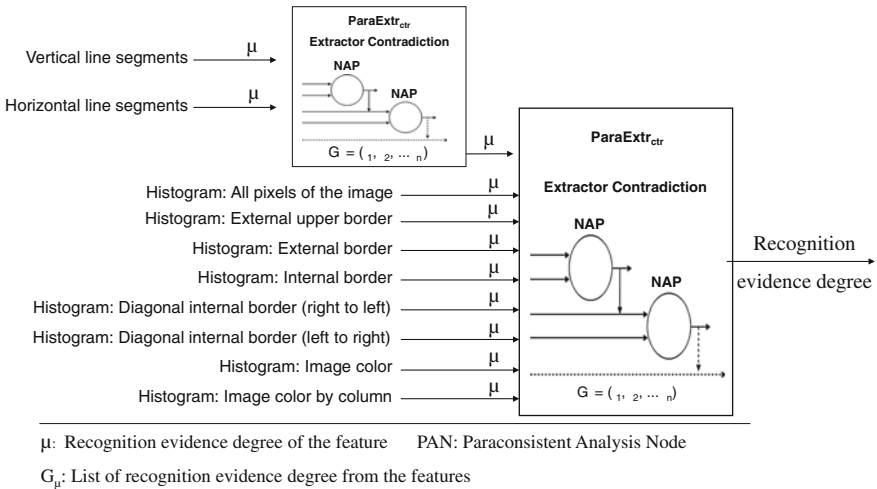 ParaExtr_ctr
Extractor Contradiction
Vertical line segments μ
NAP
NAP
Horizontal line segments μ
G = ( ₁, ₂, ... ₙ)
μ
ParaExtr_ctr
Extractor Contradiction
Histogram: All pixels of the image μ
Histogram: External upper border μ
Histogram: External border μ
Histogram: Internal border μ
Histogram: Diagonal internal border (right to left) μ
Histogram: Diagonal internal border (left to right) μ
Histogram: Image color μ
Histogram: Image color by column μ
NAP
NAP
G = ( ₁, ₂, ... ₙ)
Recognition
evidence degree
μ: Recognition evidence degree of the feature PAN: Paraconsistent Analysis Node
G_μ: List of recognition evidence degree from the features